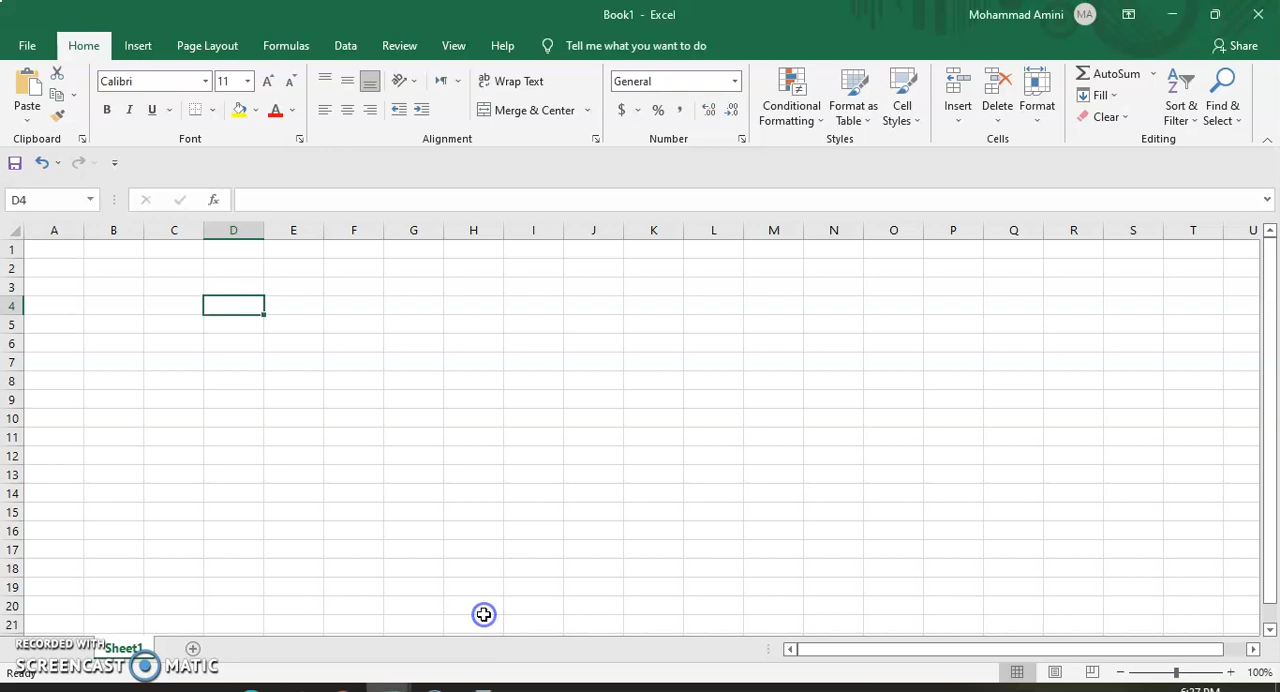 Book1 - Excel
Mohammad Amini MA
File Home Insert Page Layout Formulas Data Review View Help Tell me what you want to do Share
Calibri 11 Wrap Text General AutoSum
Fill
Paste Merge & Center $ % Conditional Formatting Format as Table Cell Styles Insert Delete Format Sort & Filter Find & Select
B I U A Clear
Clipboard Font Alignment Number Styles Cells Editing
D4 fx
A B C D E F G H I J K L M N O P Q R S T U
1
2
3
4
5
6
7
8
9
10
11
12
13
14
15
16
17
18
19
20
21
RECORDED WITH
Sheet1
SCREENCAST MATIC
Ready 100%
6:27 PM